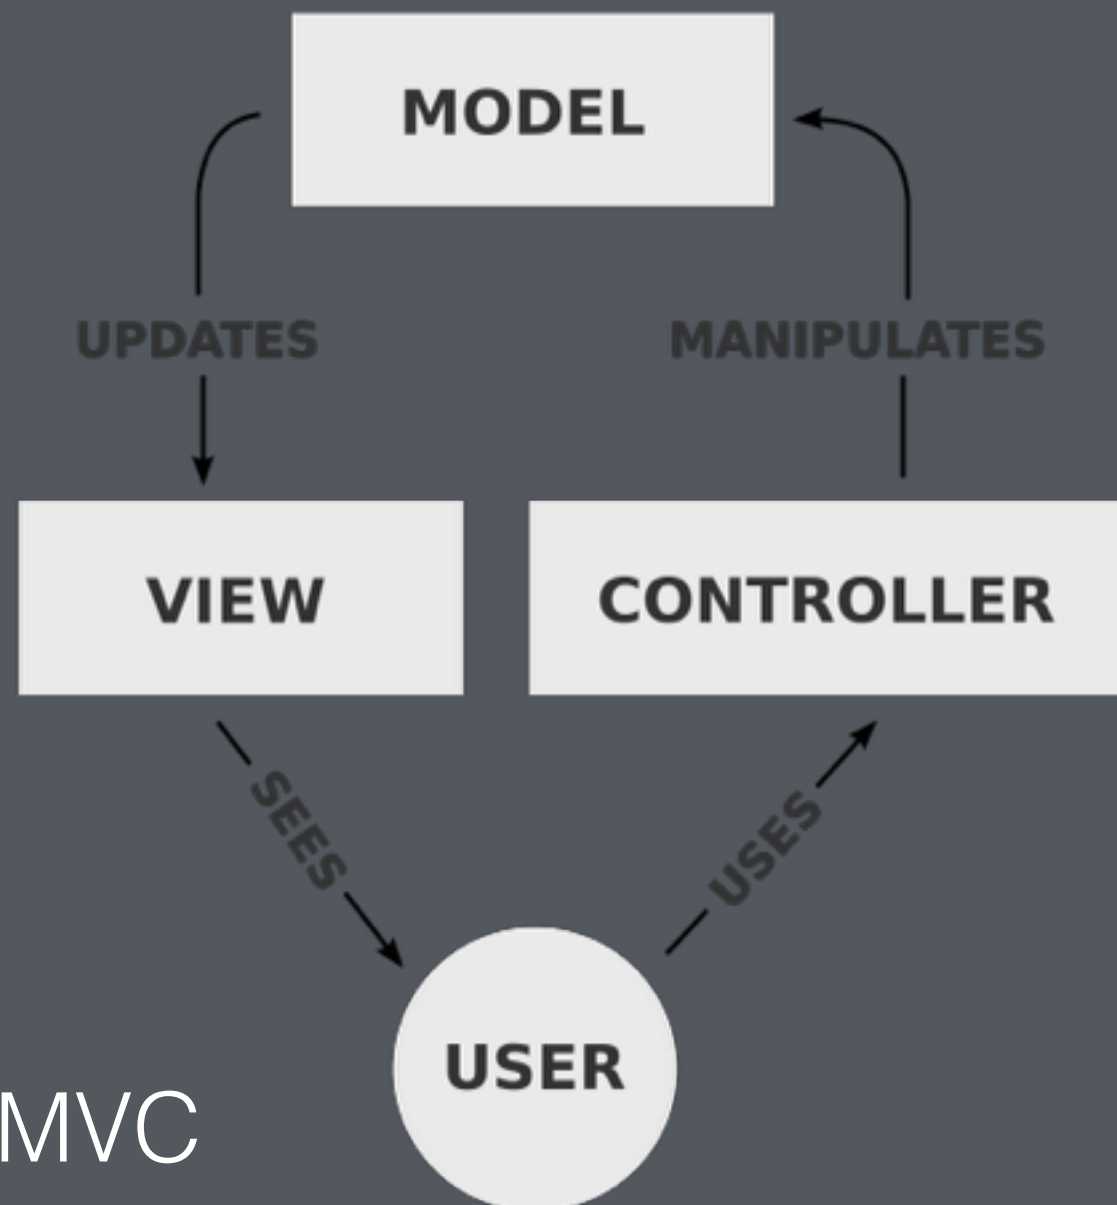 MODEL
UPDATES
MANIPULATES
VIEW
CONTROLLER
SEES
USES
USER
MVC